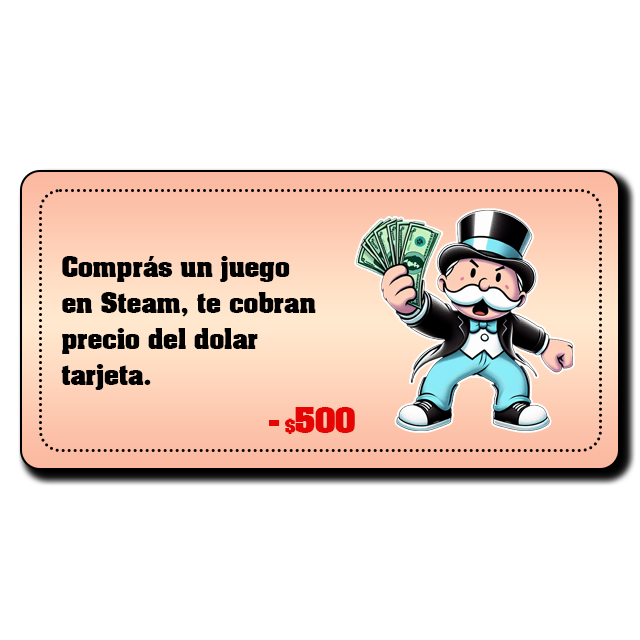 Comprás un juego
en Steam, te cobran
precio del dolar
tarjeta.
- $500